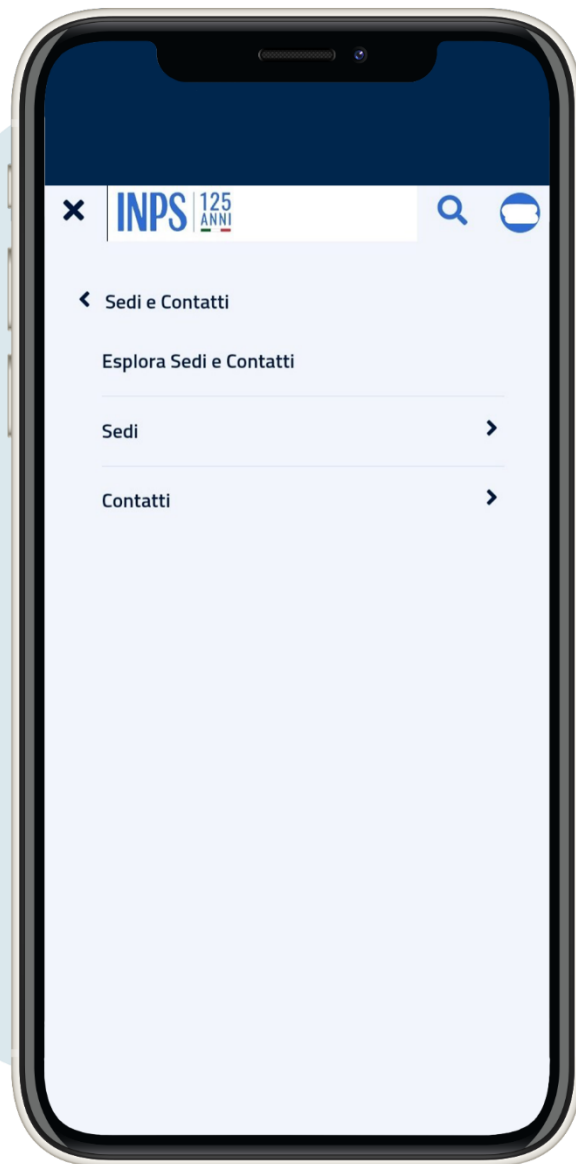 INPS 125
ANNI
Sedi e Contatti
Esplora Sedi e Contatti
Sedi
Contatti